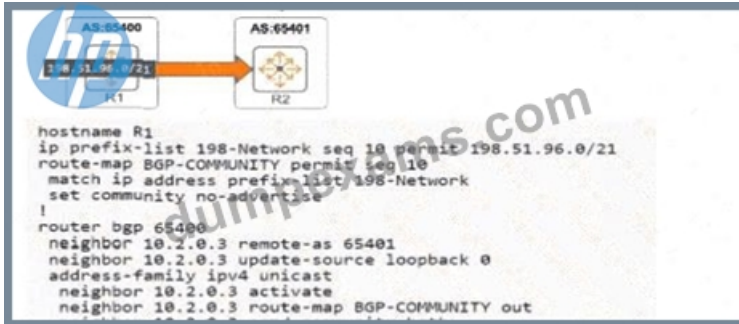 AS:65400
AS:65401
hp
198.51.96.0/21
R1
R2
dumpexams.com
hostname R1
ip prefix-list 198-Network seq 10 permit 198.51.96.0/21
route-map BGP-COMMUNITY permit seq 10
match ip address prefix-list 198-Network
set community no-advertise
!
router bgp 65400
neighbor 10.2.0.3 remote-as 65401
neighbor 10.2.0.3 update-source loopback 0
address-family ipv4 unicast
neighbor 10.2.0.3 activate
neighbor 10.2.0.3 route-map BGP-COMMUNITY out